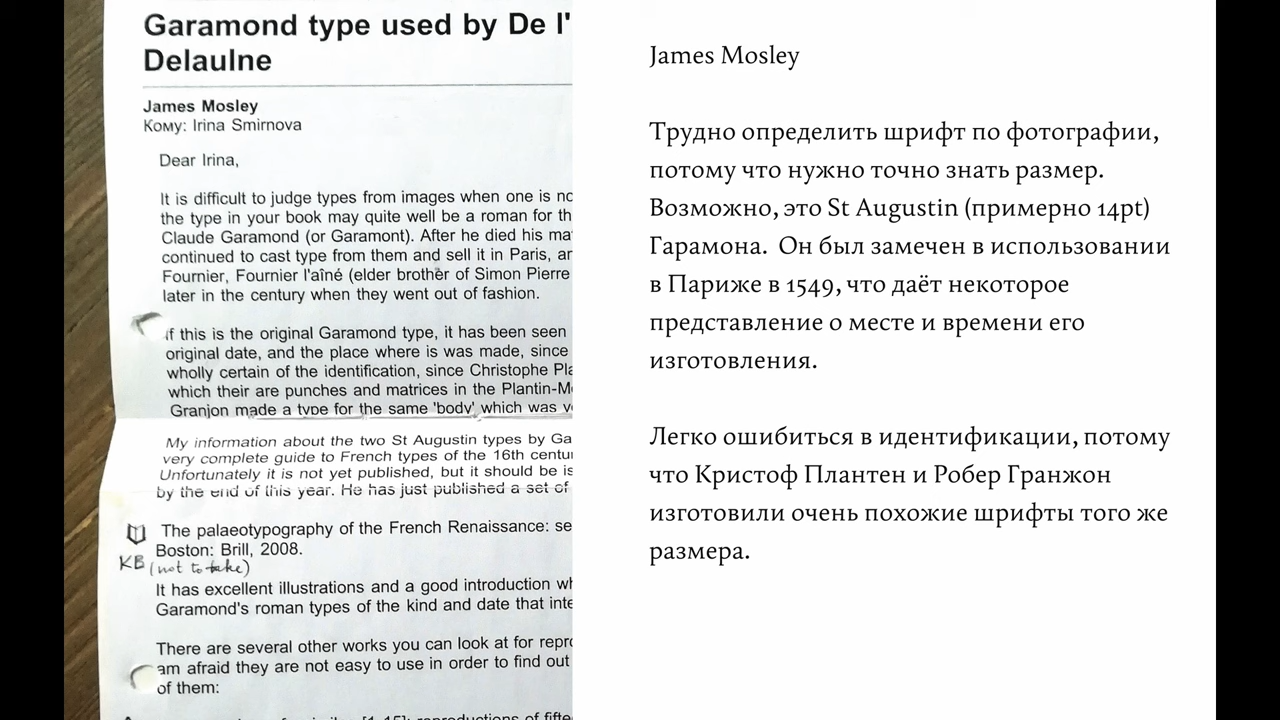 Garamond type used by De l'
Delaulne
James Mosley
Кому: Irina Smirnova
Dear Irina,
It is difficult to judge types from images when one is no
the type in your book may quite well be a roman for th
Claude Garamond (or Garamont). After he died his ma
continued to cast type from them and sell it in Paris, ar
Fournier, Fournier l'aîné (elder brother of Simon Pierre
later in the century when they went out of fashion.
If this is the original Garamond type, it has been seen
original date, and the place where is was made, since
wholly certain of the identification, since Christophe Pla
which their are punches and matrices in the Plantin-M
Granjon made a type for the same 'body' which was ve
My information about the two St Augustin types by Ga
very complete guide to French types of the 16th centu
Unfortunately it is not yet published, but it should be is
by the end of this year. He has just published a set of
The palaeotypography of the French Renaissance: se
Boston: Brill, 2008.
KB (not to take)
It has excellent illustrations and a good introduction wh
Garamond's roman types of the kind and date that inte
There are several other works you can look at for repro
am afraid they are not easy to use in order to find out
of them:
James Mosley
Трудно определить шрифт по фотографии,
потому что нужно точно знать размер.
Возможно, это St Augustin (примерно 14pt)
Гарамона. Он был замечен в использовании
в Париже в 1549, что даёт некоторое
представление о месте и времени его
изготовления.
Легко ошибиться в идентификации, потому
что Кристоф Плантен и Робер Гранжон
изготовили очень похожие шрифты того же
размера.